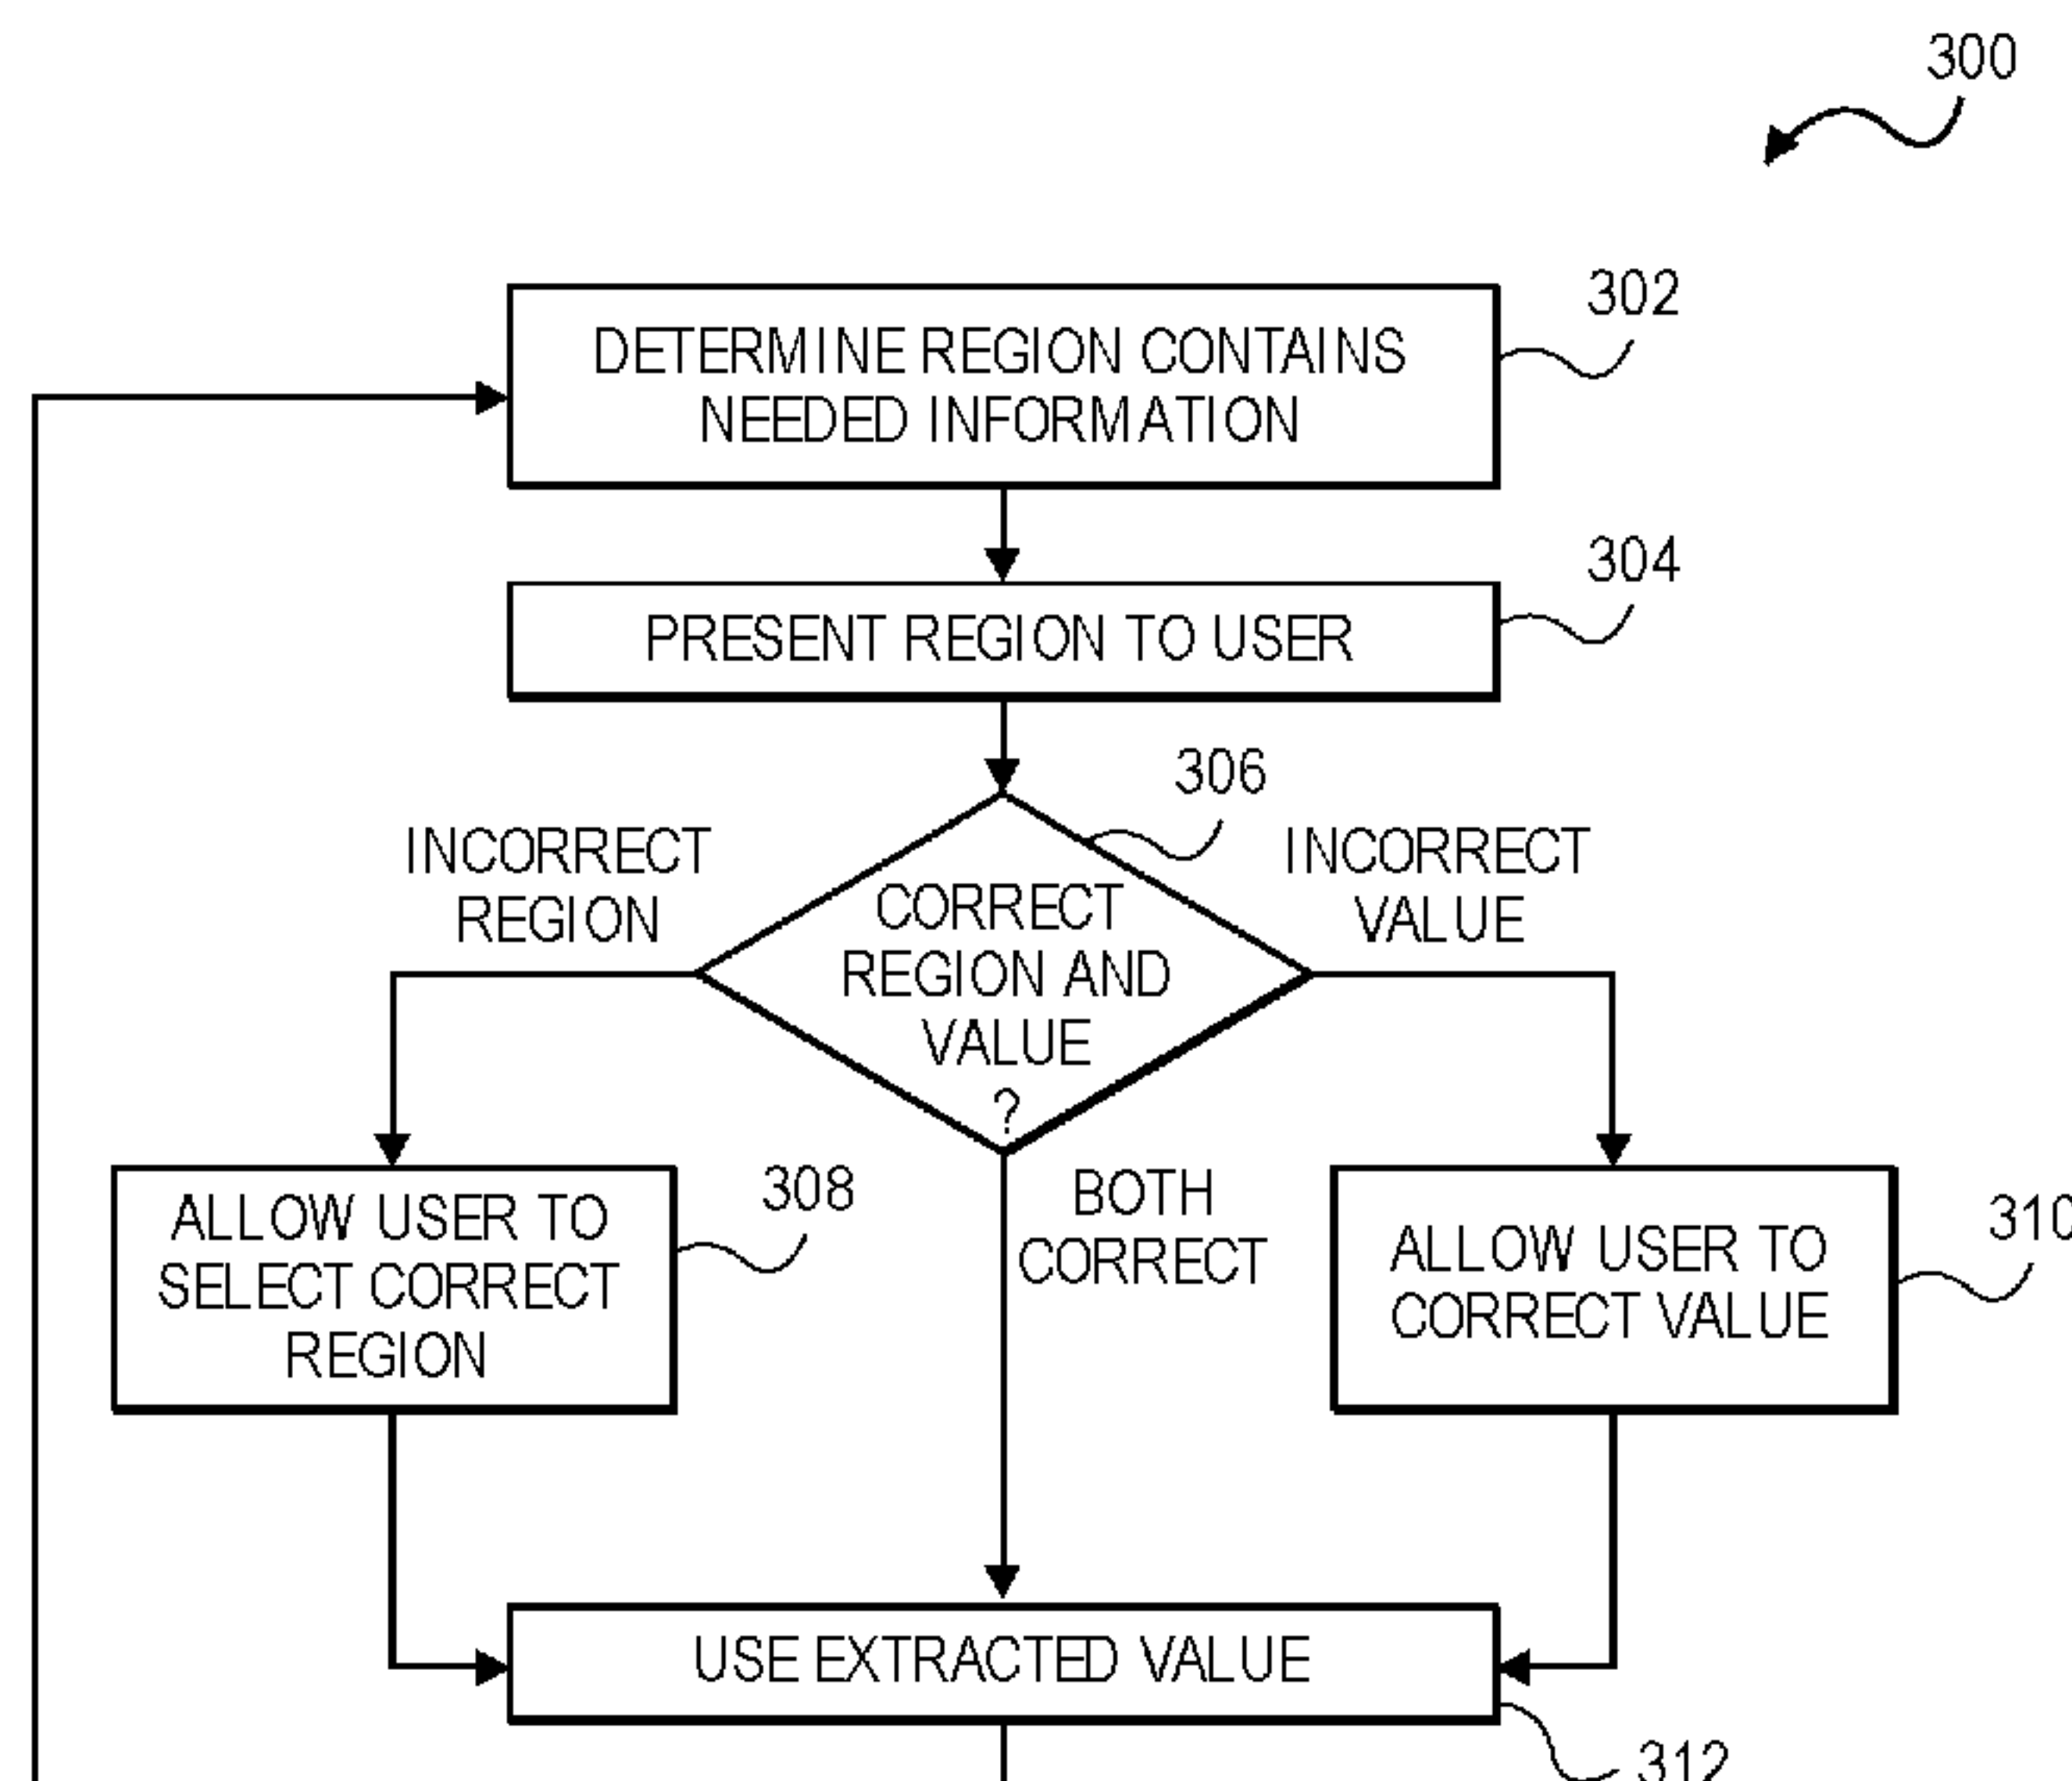 300
302
DETERMINE REGION CONTAINS
NEEDED INFORMATION
304
PRESENT REGION TO USER
306
INCORRECT
REGION
INCORRECT
VALUE
CORRECT
REGION AND
VALUE
?
308
BOTH
CORRECT
310
ALLOW USER TO
SELECT CORRECT
REGION
ALLOW USER TO
CORRECT VALUE
USE EXTRACTED VALUE
312